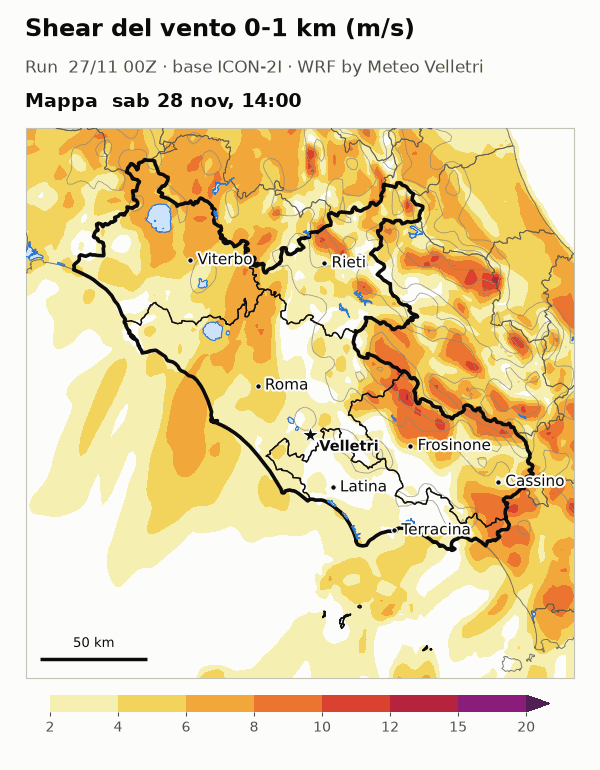 Shear del vento 0-1 km (m/s)
Run  27/11 00Z · base ICON-2I · WRF by Meteo Velletri
Mappa  sab 28 nov, 14:00
Viterbo
Rieti
Roma
Velletri
Frosinone
Cassino
Latina
Terracina
50 km
2 4 6 8 10 12 15 20